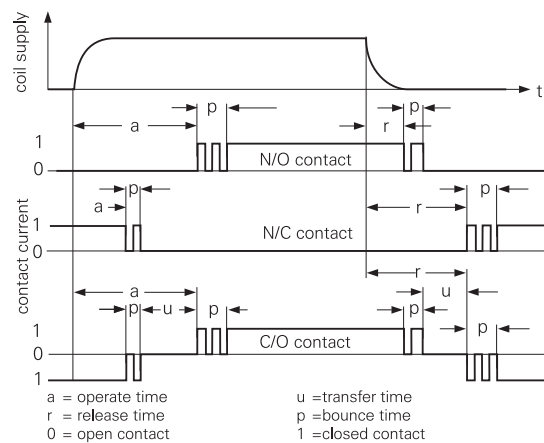 coil supply
t
p
p
a
r
1
0
N/O contact
p
p
a
r
1
0
N/C contact
contact current
r
a
u
p
u
p
p
p
1
0
1
C/O contact
a = operate time
u =transfer time
r = release time
p =bounce time
0 = open contact
1 =closed contact